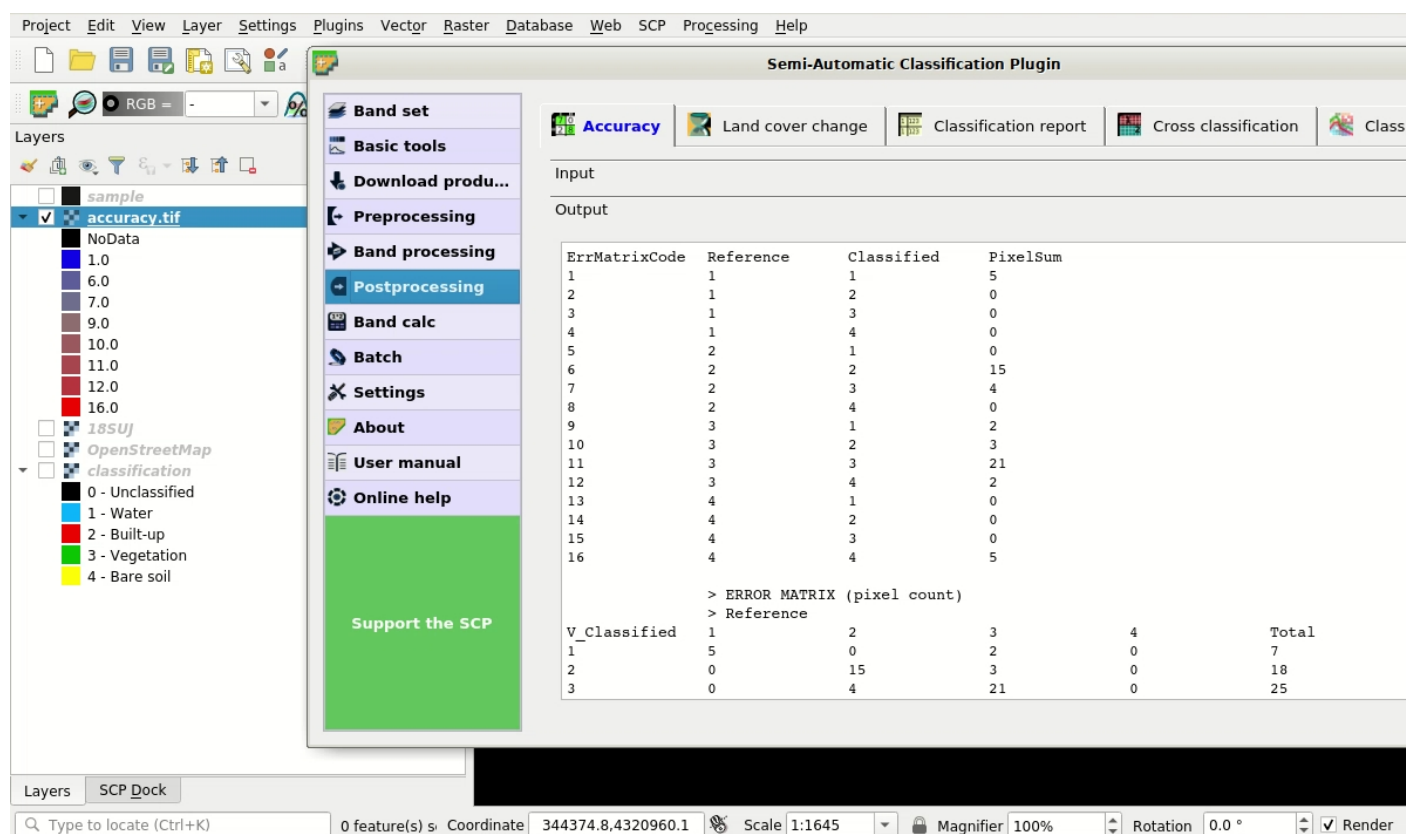 Project Edit View Layer Settings Plugins Vector Raster Database Web SCP Processing Help
Semi-Automatic Classification Plugin
RGB = -
Layers
sample
accuracy.tif
NoData
1.0
6.0
7.0
9.0
10.0
11.0
12.0
16.0
18SUJ
OpenStreetMap
classification
0 - Unclassified
1 - Water
2 - Built-up
3 - Vegetation
4 - Bare soil
Band set
Basic tools
Download produ...
Preprocessing
Band processing
Postprocessing
Band calc
Batch
Settings
About
User manual
Online help
Support the SCP
Accuracy Land cover change Classification report Cross classification Class
Input
Output
ErrMatrixCode Reference Classified PixelSum
1 1 1 5
2 1 2 0
3 1 3 0
4 1 4 0
5 2 1 0
6 2 2 15
7 2 3 4
8 2 4 0
9 3 1 2
10 3 2 3
11 3 3 21
12 3 4 2
13 4 1 0
14 4 2 0
15 4 3 0
16 4 4 5
> ERROR MATRIX (pixel count)
> Reference
V_Classified 1 2 3 4 Total
1 5 0 2 0 7
2 0 15 3 0 18
3 0 4 21 0 25
Layers SCP Dock
Type to locate (Ctrl+K) 0 feature(s) s Coordinate 344374.8,4320960.1 Scale 1:1645 Magnifier 100% Rotation 0.0 ° Render